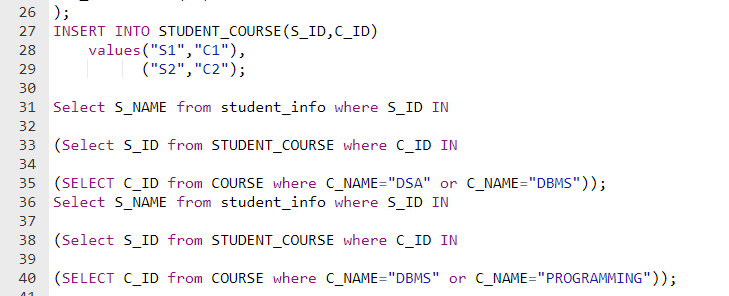 26 );
27 INSERT INTO STUDENT_COURSE(S_ID,C_ID)
28 values("S1","C1"),
29 ("S2","C2");
30
31 Select S_NAME from student_info where S_ID IN
32
33 (Select S_ID from STUDENT_COURSE where C_ID IN
34
35 (SELECT C_ID from COURSE where C_NAME="DSA" or C_NAME="DBMS"));
36 Select S_NAME from student_info where S_ID IN
37
38 (Select S_ID from STUDENT_COURSE where C_ID IN
39
40 (SELECT C_ID from COURSE where C_NAME="DBMS" or C_NAME="PROGRAMMING"));